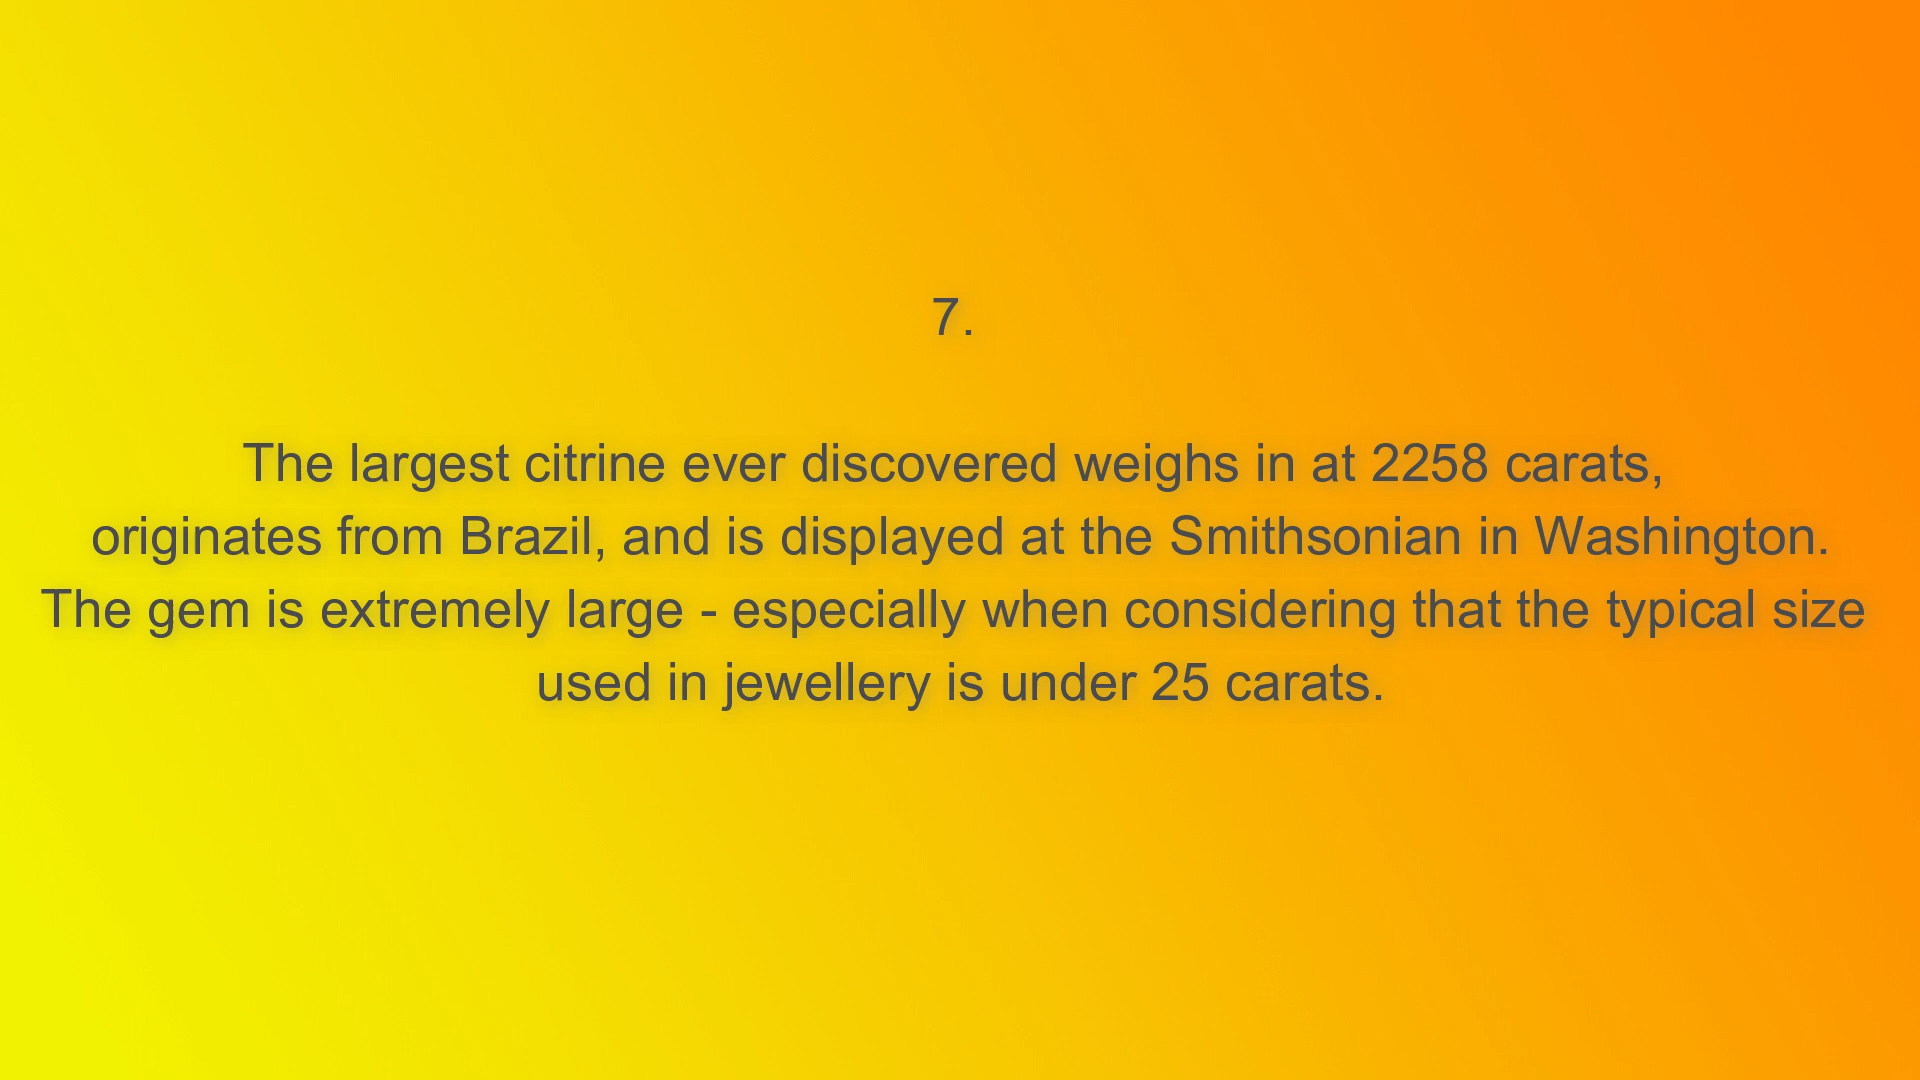 7.
The largest citrine ever discovered weighs in at 2258 carats,
originates from Brazil, and is displayed at the Smithsonian in Washington.
The gem is extremely large - especially when considering that the typical size
used in jewellery is under 25 carats.